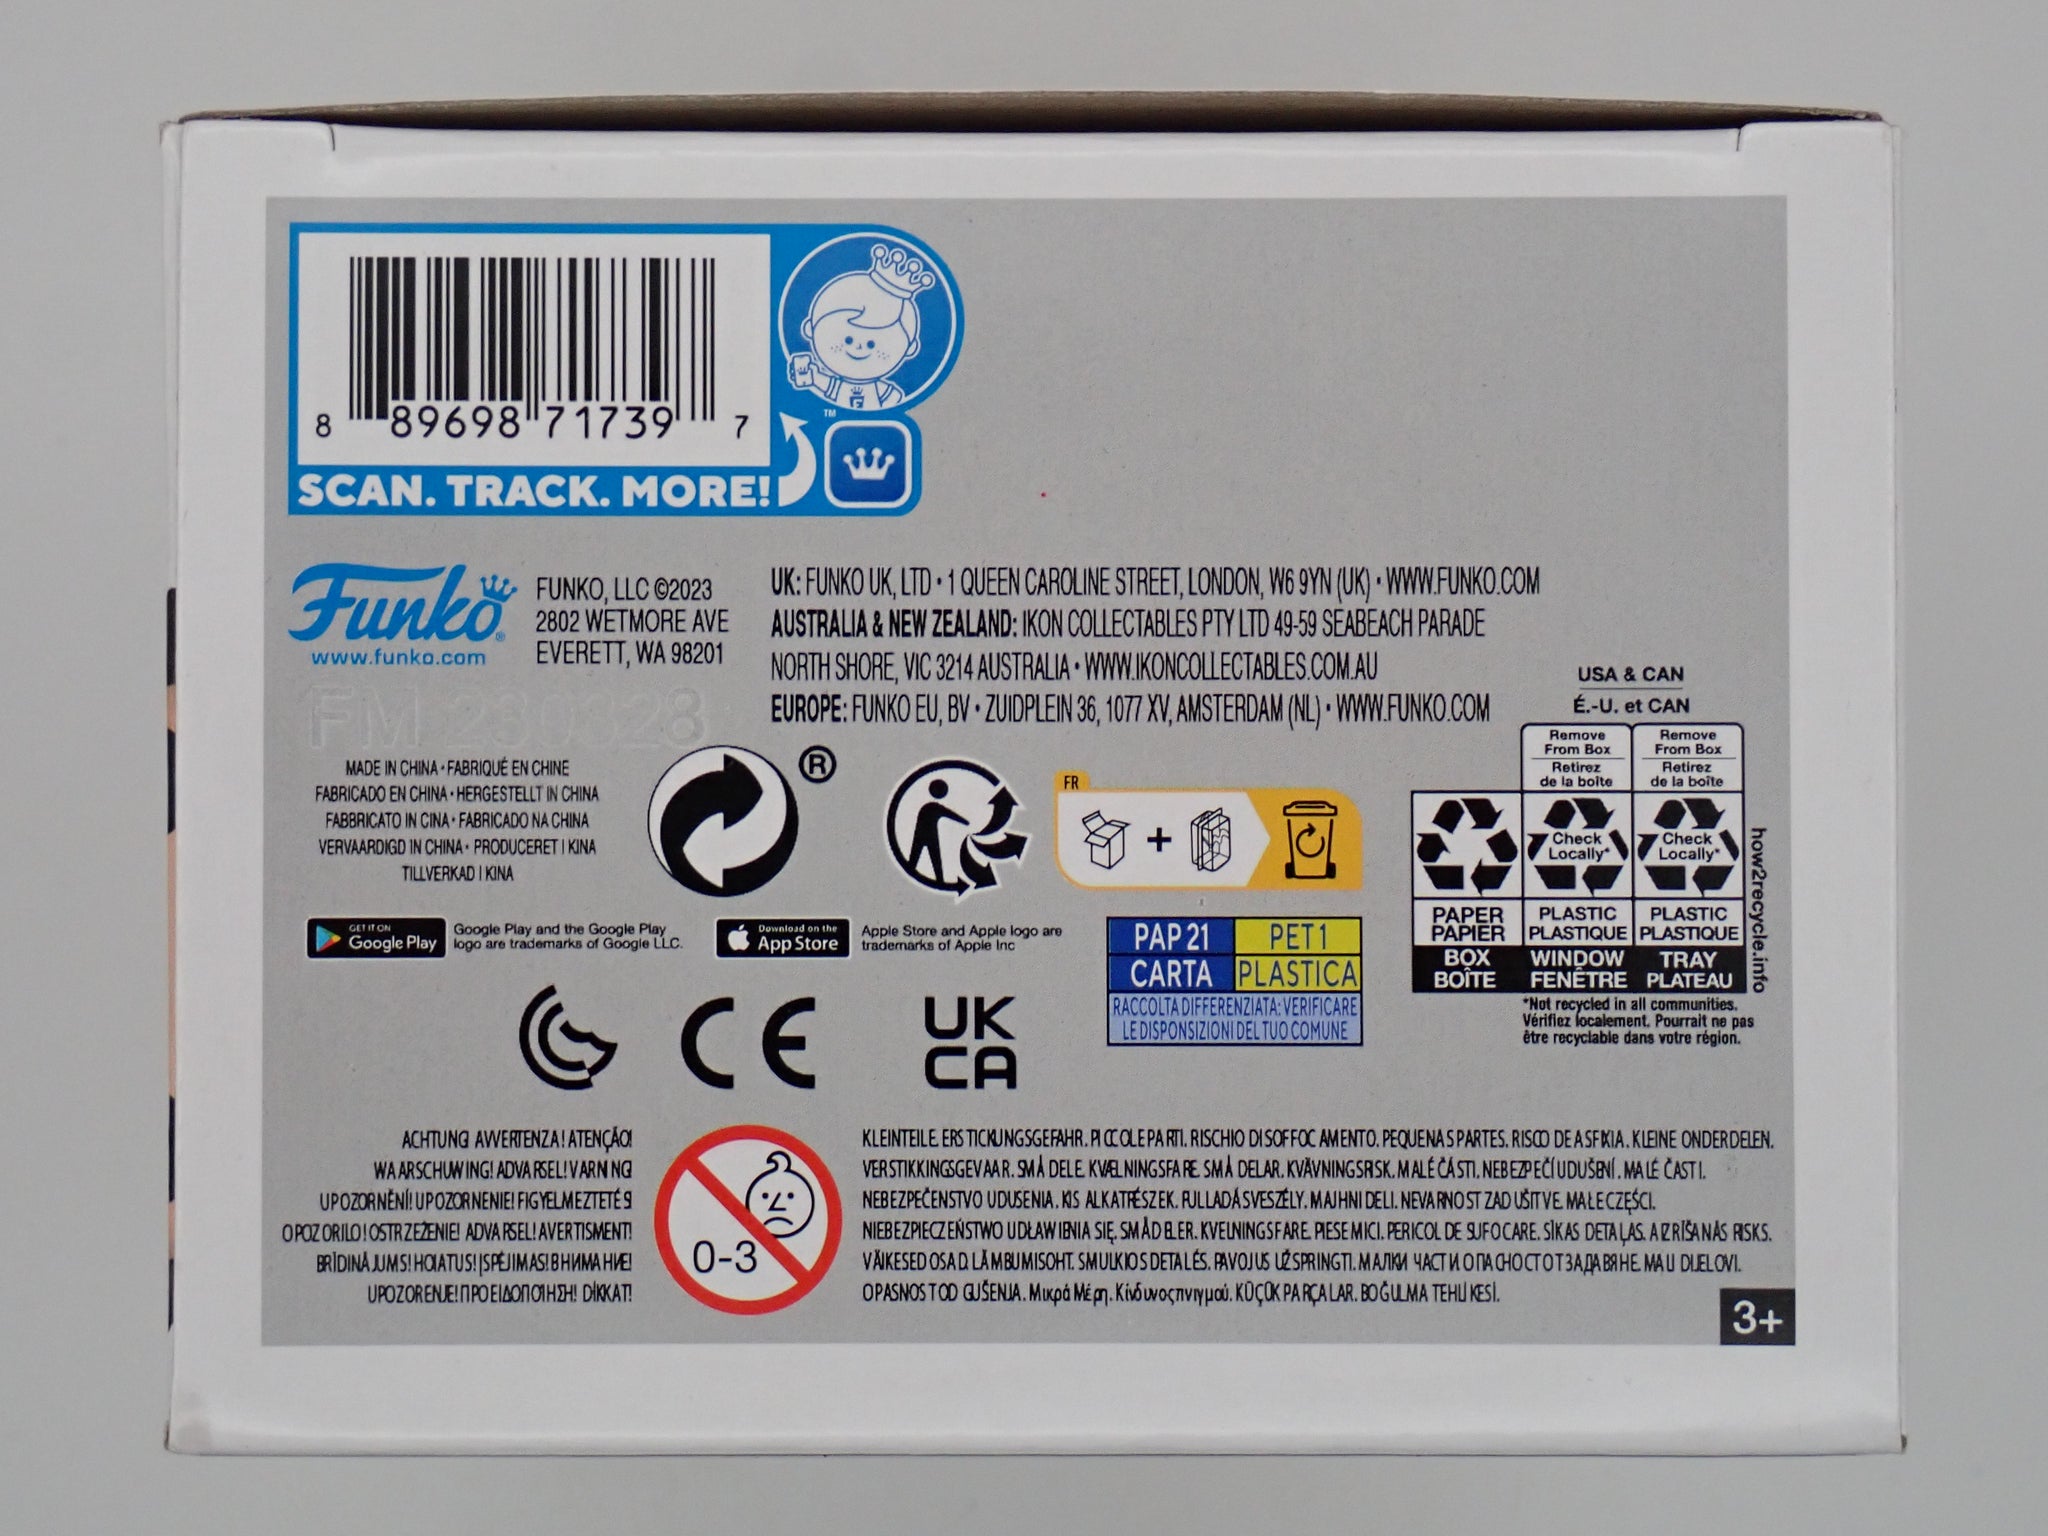 8 89698 71739 7
SCAN. TRACK. MORE!
TM
Funko®
www.funko.com
FUNKO, LLC ©2023
2802 WETMORE AVE
EVERETT, WA 98201
UK: FUNKO UK, LTD • 1 QUEEN CAROLINE STREET, LONDON, W6 9YN (UK) • WWW.FUNKO.COM
AUSTRALIA & NEW ZEALAND: IKON COLLECTABLES PTY LTD 49-59 SEABEACH PARADE
NORTH SHORE, VIC 3214 AUSTRALIA • WWW.IKONCOLLECTABLES.COM.AU
EUROPE: FUNKO EU, BV • ZUIDPLEIN 36, 1077 XV, AMSTERDAM (NL) • WWW.FUNKO.COM
FM 230328
MADE IN CHINA • FABRIQUÉ EN CHINE
FABRICADO EN CHINA • HERGESTELLT IN CHINA
FABBRICATO IN CINA • FABRICADO NA CHINA
VERVAARDIGD IN CHINA • PRODUCERET I KINA
TILLVERKAD I KINA
®
FR
+
USA & CAN
É.-U. et CAN
Remove From Box
Retirez de la boîte
Remove From Box
Retirez de la boîte
Check Locally*
Check Locally*
PAPER PAPIER
PLASTIC PLASTIQUE
PLASTIC PLASTIQUE
BOX BOÎTE
WINDOW FENÊTRE
TRAY PLATEAU
how2recycle.info
*Not recycled in all communities.
Vérifiez localement. Pourrait ne pas
être recyclable dans votre région.
GET IT ON
Google Play
Google Play and the Google Play
logo are trademarks of Google LLC.
Download on the
App Store
Apple Store and Apple logo are
trademarks of Apple Inc
PAP 21
CARTA
PET 1
PLASTICA
RACCOLTA DIFFERENZIATA: VERIFICARE
LE DISPONSIZIONI DEL TUO COMUNE
CE
UK
CA
ACHTUNG! AVVERTENZA! ATENÇÃO!
WAARSCHUWING! ADVARSEL! VARNING!
UPOZORNĚNÍ! UPOZORNENIE! FIGYELMEZTETÉS!
OPOZORILO! OSTRZEŻENIE! ADVARSEL! AVERTISMENT!
BRĪDINĀJUMS! HOIATUS! ĮSPĖJIMAS! ВНИМАНИЕ!
UPOZORENJE! ΠΡΟΕΙΔΟΠΟΙΗΣΗ! DİKKAT!
0-3
KLEINTEILE. ERSTICKUNGSGEFAHR. PICCOLE PARTI. RISCHIO DI SOFFOCAMENTO. PEQUENAS PARTES. RISCO DE ASFIXIA. KLEINE ONDERDELEN.
VERSTIKKINGSGEVAAR. SMÅ DELE. KVÆLNINGSFARE. SMÅ DELAR. KVÄVNINGSRISK. MALÉ ČÁSTI. NEBEZPEČÍ UDUŠENÍ. MALÉ ČASTI.
NEBEZPEČENSTVO UDUSENIA. KIS ALKATRÉSZEK. FULLADÁSVESZÉLY. MAJHNI DELI. NEVARNOST ZADUŠITVE. MAŁE CZĘŚCI.
NIEBEZPIECZEŃSTWO UDŁAWIENIA SIĘ. SMÅ DELER. KVELNINGSFARE. PIESE MICI. PERICOL DE SUFOCARE. SĪKAS DETAĻAS. AIZRĪŠANĀS RISKS.
VÄIKESED OSAD. LÄMBUMISOHT. SMULKIOS DETALĖS. PAVOJUS UŽSPRINGTI. МАЛКИ ЧАСТИ ОПАСНОСТ ОТ ЗАДАВЯНЕ. MALI DIJELOVI.
OPASNOST OD GUŠENJA. Μικρά Μέρη. Κίνδυνος πνιγμού. KÜÇÜK PARÇALAR. BOĞULMA TEHLİKESİ.
3+